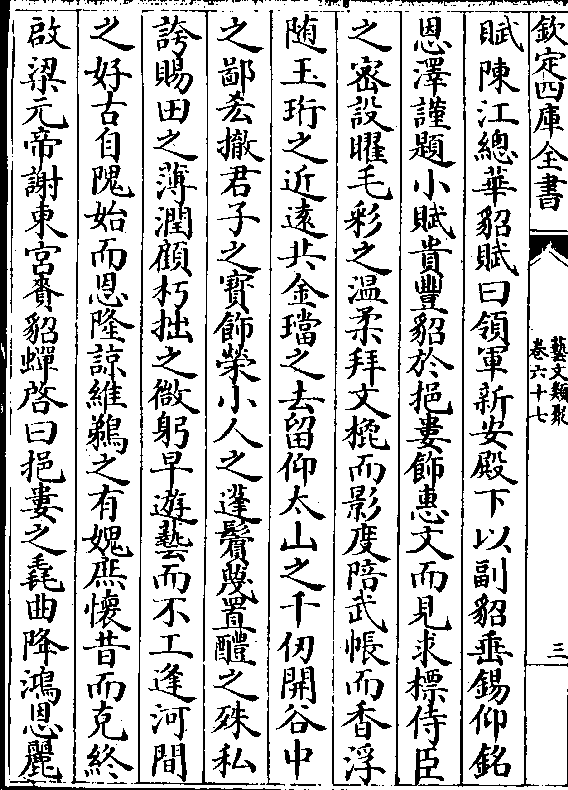 欽定四庫全書
藝文類聚
卷六十七
三
賦陳江總華貂賦曰領軍新安殿下以副貂垂錫仰銘
恩澤謹題小賦貴豐貂於挹婁飾惠文而見求標侍臣
之密設曜毛彩之温柔拜文㮰而影度陪武帳而香浮
随玉珩之近遠共金璫之去留仰太山之千仞開谷中
之鄙吝撤君子之寳飾榮小人之蓬鬢蔑置醴之殊私
誇賜田之薄潤顧朽拙之微躬早遊藝而不工逢河間
之好古自隗始而恩隆諒維鵜之有媿庶懷昔而克終
啟梁元帝謝東宫賚貂蟬啓曰挹婁之毳曲降鴻恩麗